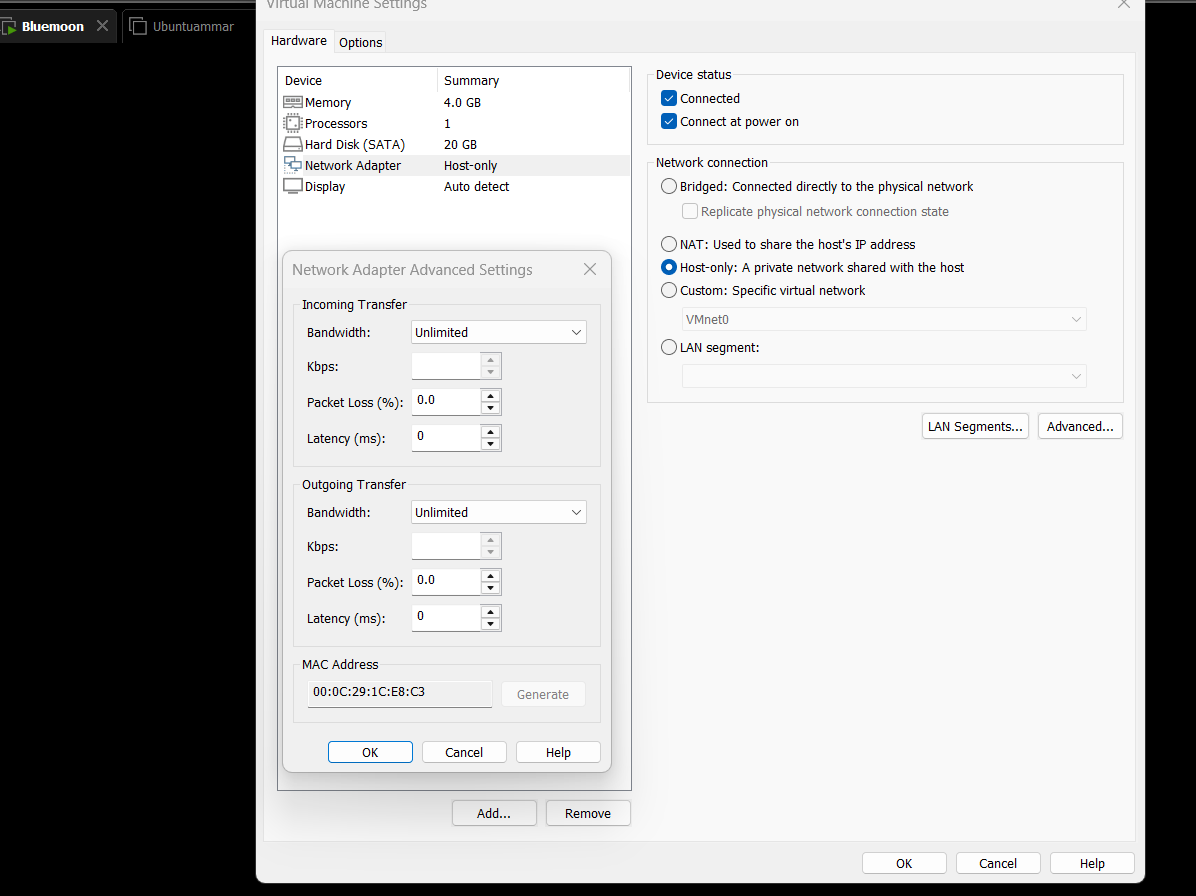 Virtual Machine Settings
Bluemoon
Ubuntuammar
Hardware
Options
Device Summary
Memory 4.0 GB
Processors 1
Hard Disk (SATA) 20 GB
Network Adapter Host-only
Display Auto detect
Device status
Connected
Connect at power on
Network connection
Bridged: Connected directly to the physical network
Replicate physical network connection state
NAT: Used to share the host's IP address
Host-only: A private network shared with the host
Custom: Specific virtual network
VMnet0
LAN segment:
LAN Segments...
Advanced...
Network Adapter Advanced Settings
Incoming Transfer
Bandwidth: Unlimited
Kbps:
Packet Loss (%): 0.0
Latency (ms): 0
Outgoing Transfer
Bandwidth: Unlimited
Kbps:
Packet Loss (%): 0.0
Latency (ms): 0
MAC Address
00:0C:29:1C:E8:C3
Generate
OK
Cancel
Help
Add...
Remove
OK
Cancel
Help